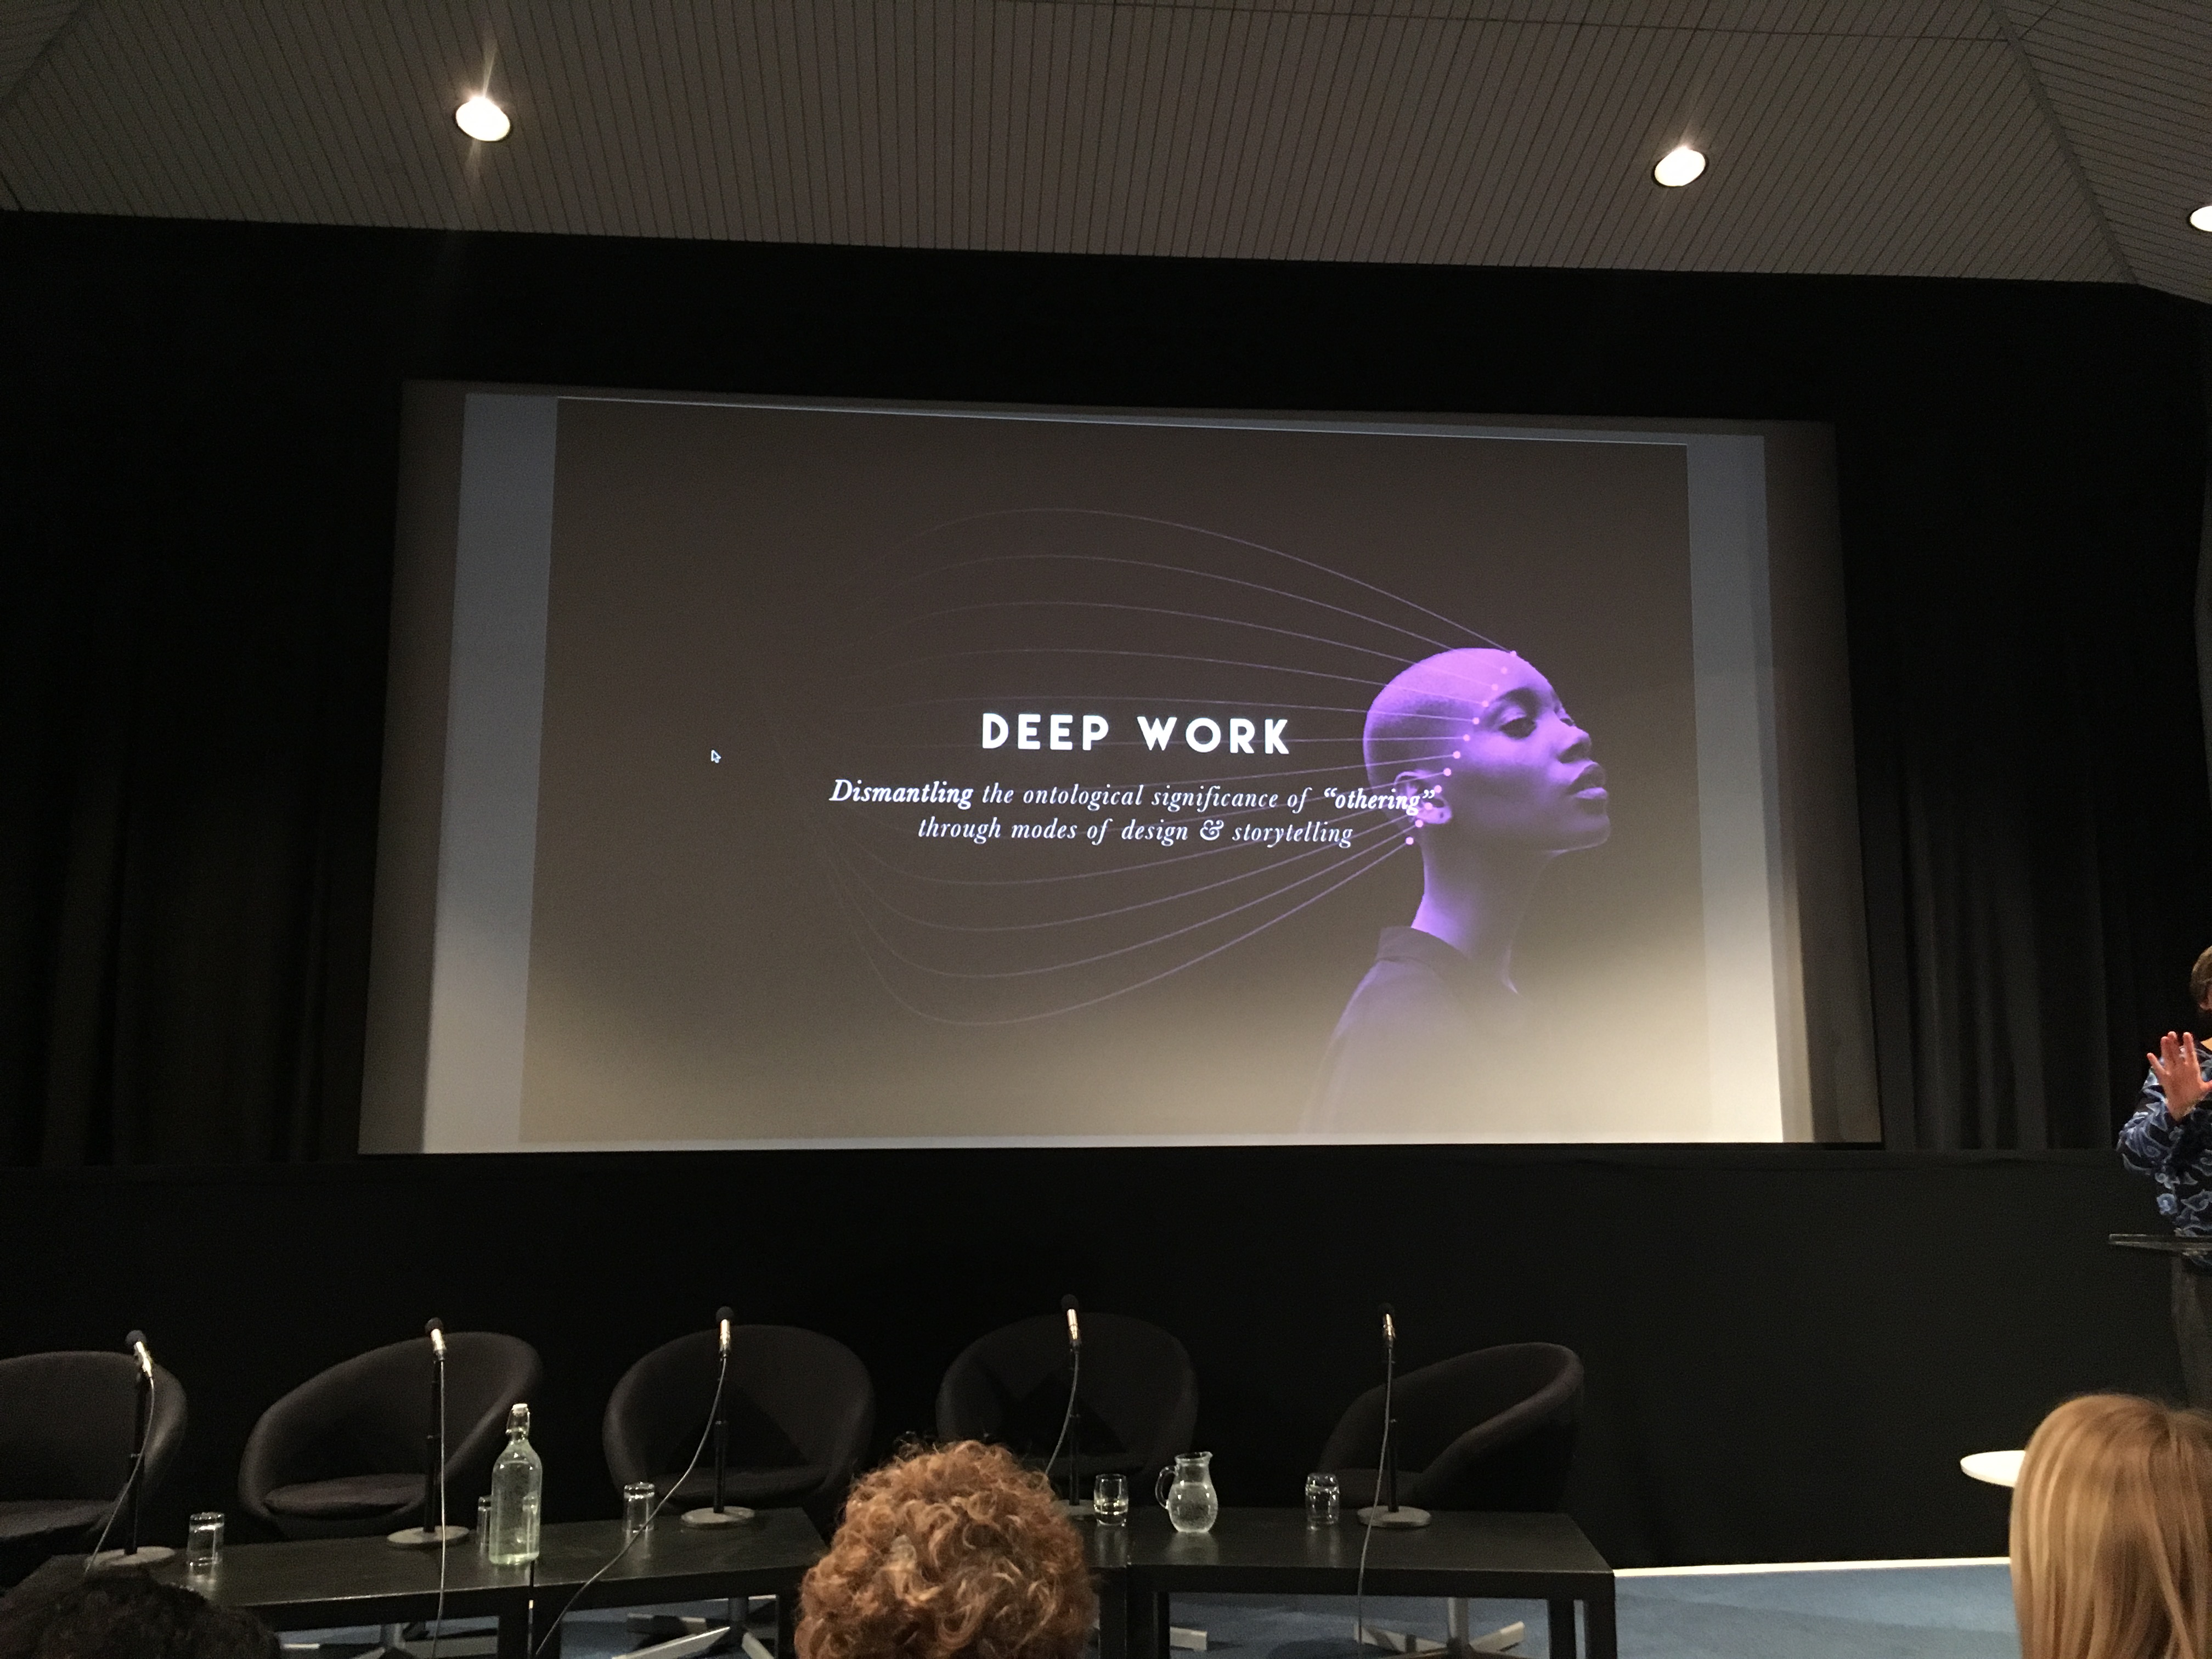 DEEP WORK
Dismantling the ontological significance of “othering”
through modes of design & storytelling